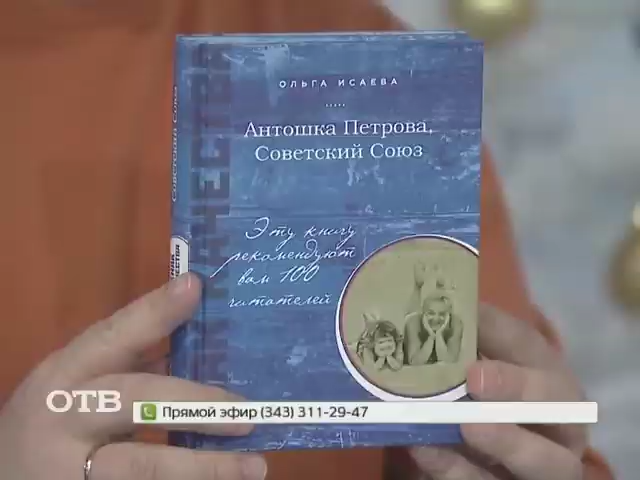 ОЛЬГА ИСАЕВА
Антошка Петрова,
Советский Союз
Эту книгу
рекомендуют
вам 100
читателей
Советский Союз
ОТВ
Прямой эфир (343) 311-29-47